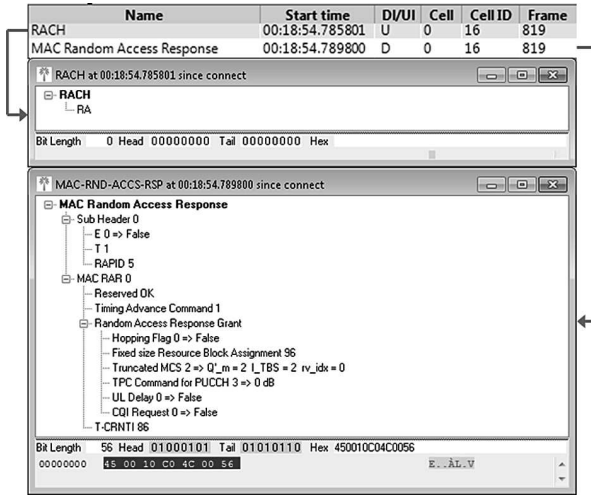 Name Start time DI/UI Cell Cell ID Frame
RACH 00:18:54.785801 U 0 16 819
MAC Random Access Response 00:18:54.789800 D 0 16 819
RACH at 00:18:54.785801 since connect
RACH
RA
Bit Length 0 Head 00000000 Tail 00000000 Hex
MAC-RND-ACCS-RSP at 00:18:54.789800 since connect
MAC Random Access Response
Sub Header 0
E 0 => False
T 1
RAPID 5
MAC RAR 0
Reserved OK
Timing Advance Command 1
Random Access Response Grant
Hopping Flag 0 => False
Fixed size Resource Block Assignment 96
Truncated MCS 2 => Q'_m = 2 I_TBS = 2 rv_idx = 0
TPC Command for PUCCH 3 => 0 dB
UL Delay 0 => False
CQI Request 0 => False
T-CRNTI 86
Bit Length 56 Head 01000101 Tail 01010110 Hex 450010C04C0056
00000000 45 00 10 C0 4C 00 56 E..ÀL.V